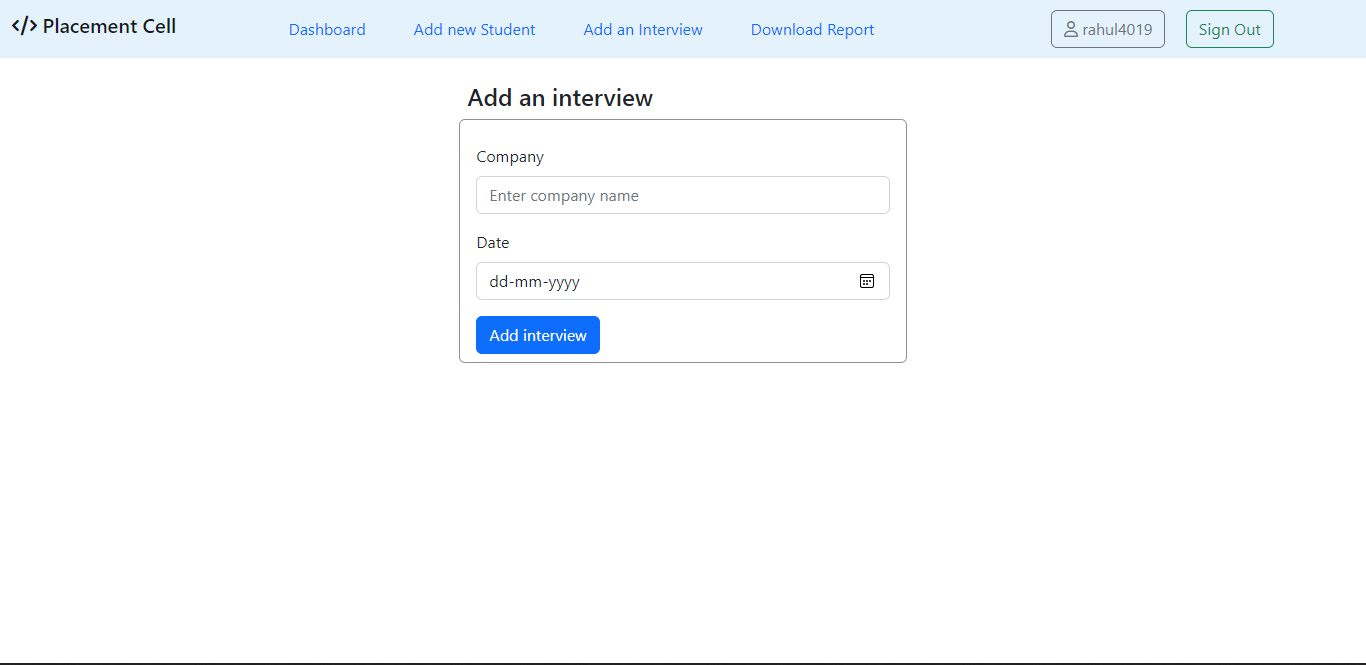 </> Placement Cell
Dashboard
Add new Student
Add an Interview
Download Report
rahul4019
Sign Out
Add an interview
Company
Enter company name
Date
dd-mm-yyyy
Add interview